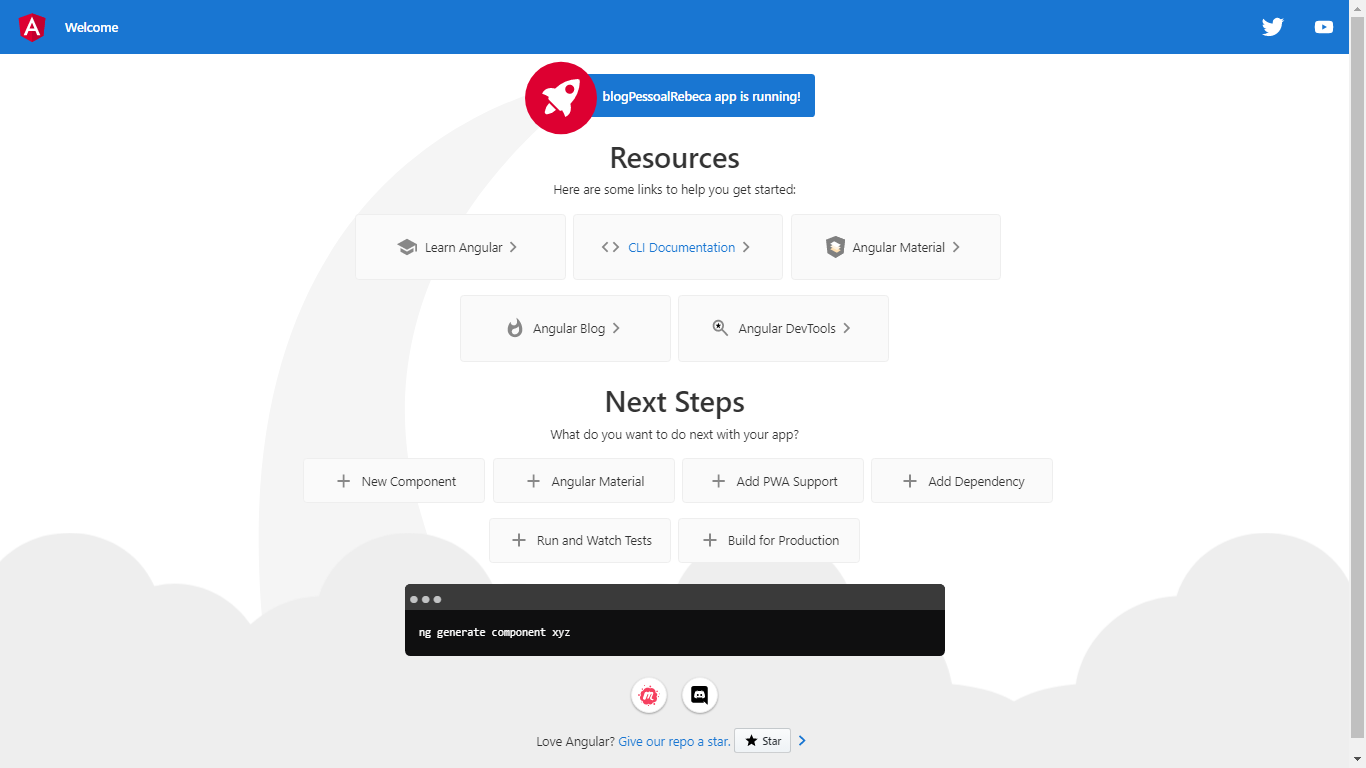 Welcome
blogPessoalRebeca app is running!
Resources
Here are some links to help you get started:
Learn Angular
CLI Documentation
Angular Material
Angular Blog
Angular DevTools
Next Steps
What do you want to do next with your app?
New Component
Angular Material
Add PWA Support
Add Dependency
Run and Watch Tests
Build for Production
ng generate component xyz
Love Angular? Give our repo a star. Star